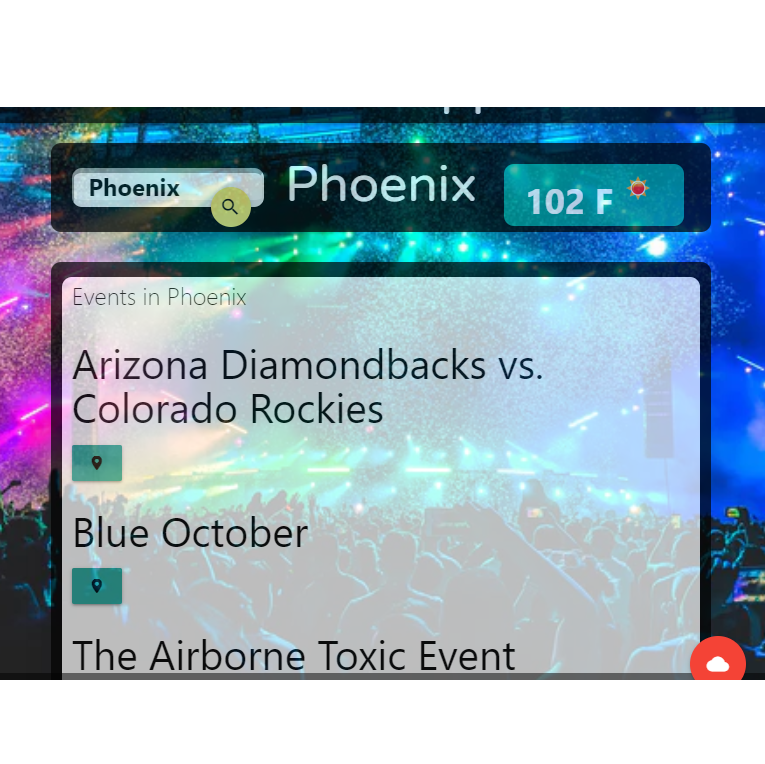 Phoenix
Phoenix
102 F
Events in Phoenix
Arizona Diamondbacks vs.
Colorado Rockies
Blue October
The Airborne Toxic Event